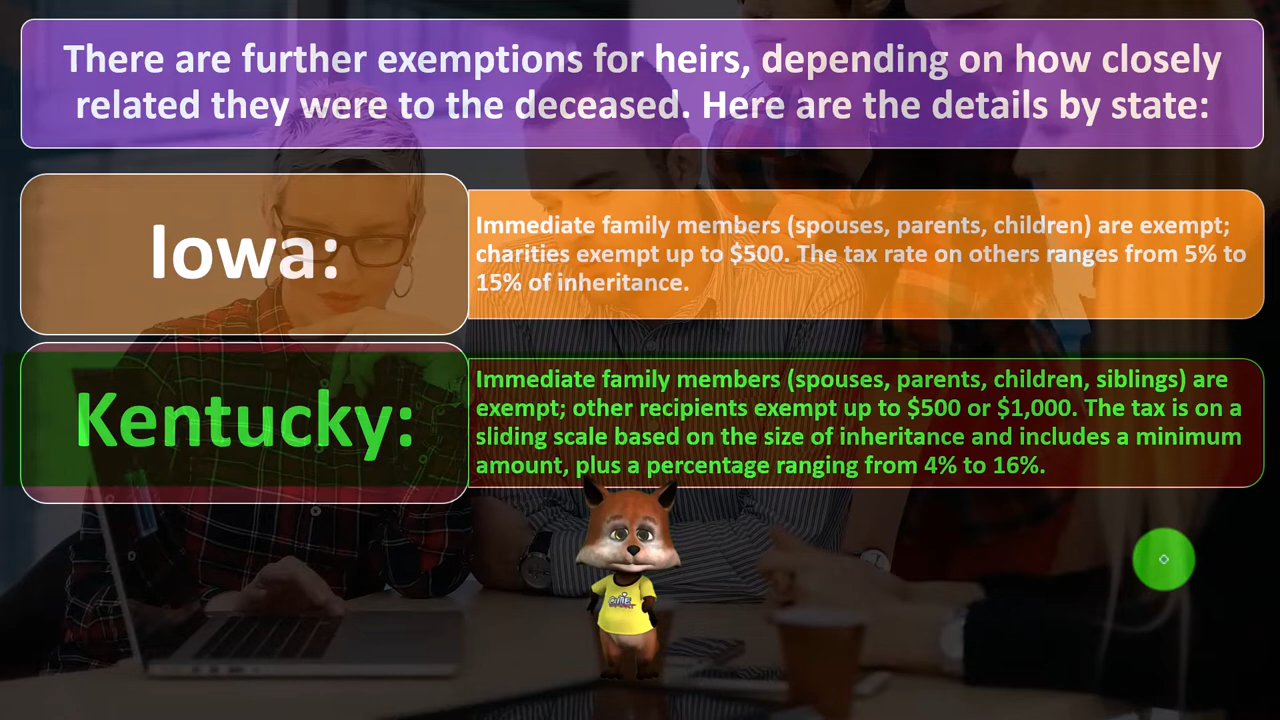 There are further exemptions for heirs, depending on how closely
related they were to the deceased. Here are the details by state:
Iowa:
Immediate family members (spouses, parents, children) are exempt;
charities exempt up to $500. The tax rate on others ranges from 5% to
15% of inheritance.
Kentucky:
Immediate family members (spouses, parents, children, siblings) are
exempt; other recipients exempt up to $500 or $1,000. The tax is on a
sliding scale based on the size of inheritance and includes a minimum
amount, plus a percentage ranging from 4% to 16%.